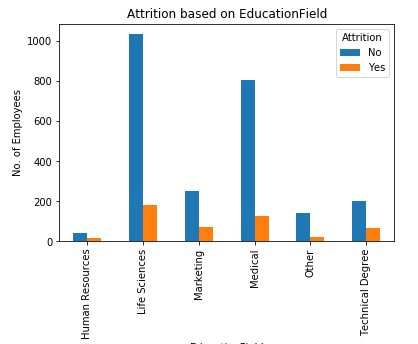 Attrition based on EducationField
Attrition
No
Yes
No. of Employees
1000
800
600
400
200
0
Human Resources
Life Sciences
Marketing
Medical
Other
Technical Degree